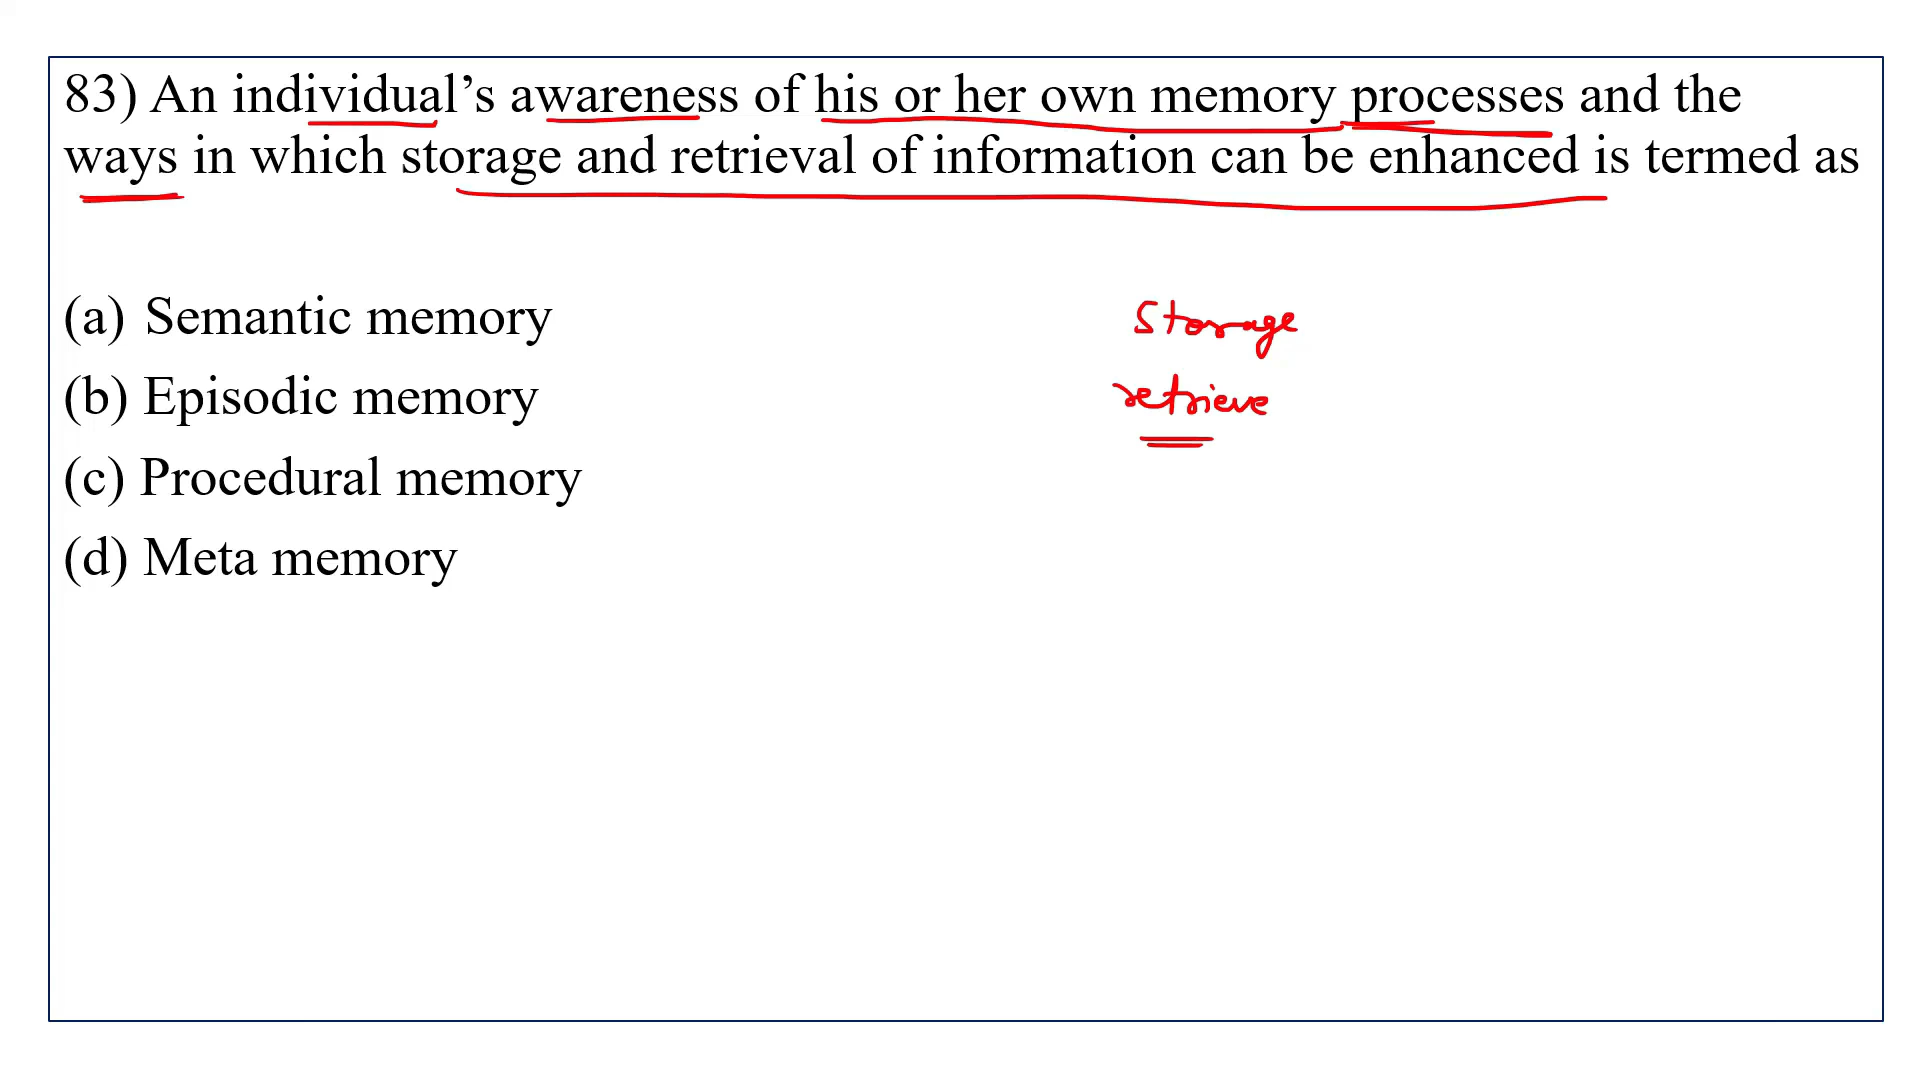 83) An individual’s awareness of his or her own memory processes and the
ways in which storage and retrieval of information can be enhanced is termed as
(a) Semantic memory
(b) Episodic memory
(c) Procedural memory
(d) Meta memory
Storage
retrieve